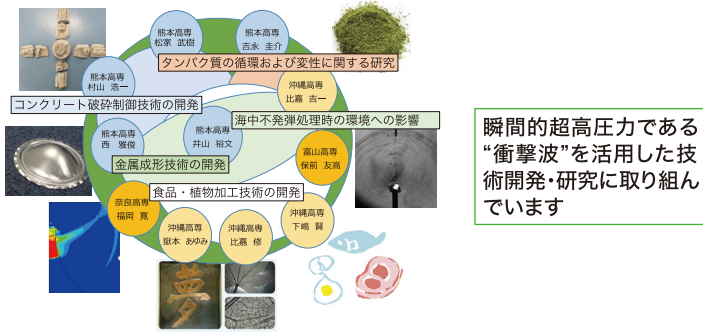 熊本高専
松家 武樹
熊本高専
吉永 圭介
タンパク質の循環および変性に関する研究
熊本高専
村山 浩一
沖縄高専
比嘉 吉一
コンクリート破砕制御技術の開発
海中不発弾処理時の環境への影響
熊本高専
西 雅俊
熊本高専
井山 裕文
富山高専
保前 友高
金属成形技術の開発
食品・植物加工技術の開発
奈良高専
福岡 寛
沖縄高専
嶽本 あゆみ
沖縄高専
比嘉 修
沖縄高専
下嶋 賢
夢
瞬間的超高圧力である
“衝撃波”を活用した技
術開発・研究に取り組ん
でいます